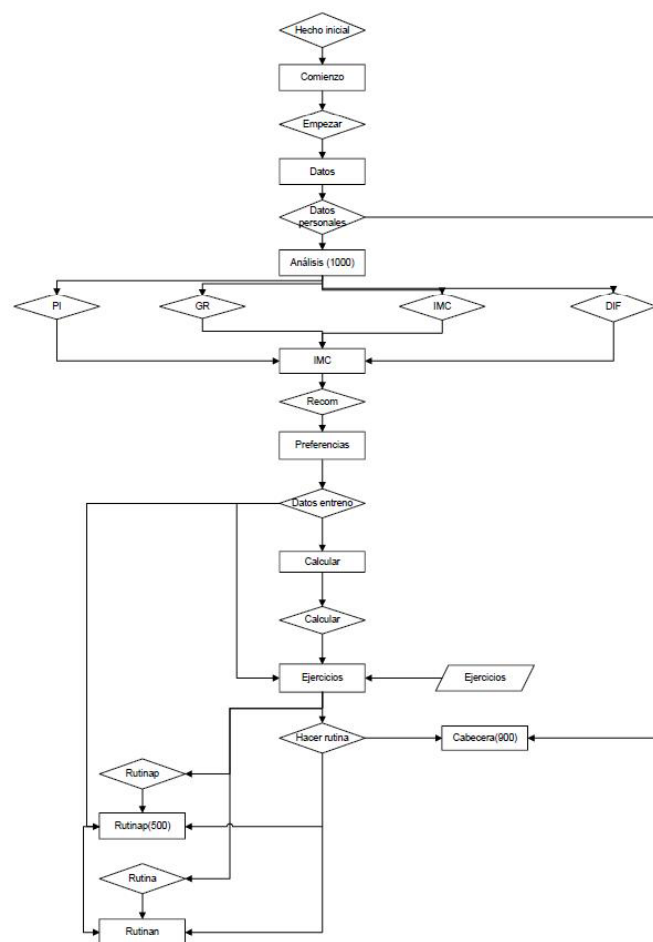 Hecho inicial
Comienzo
Empezar
Datos
Datos
personales
Análisis (1000)
PI
GR
IMC
DIF
IMC
Recom
Preferencias
Datos entreno
Calcular
Calcular
Ejercicios
Ejercicios
Hacer rutina
Cabecera(900)
Rutinap
Rutinap(500)
Rutina
Rutinan